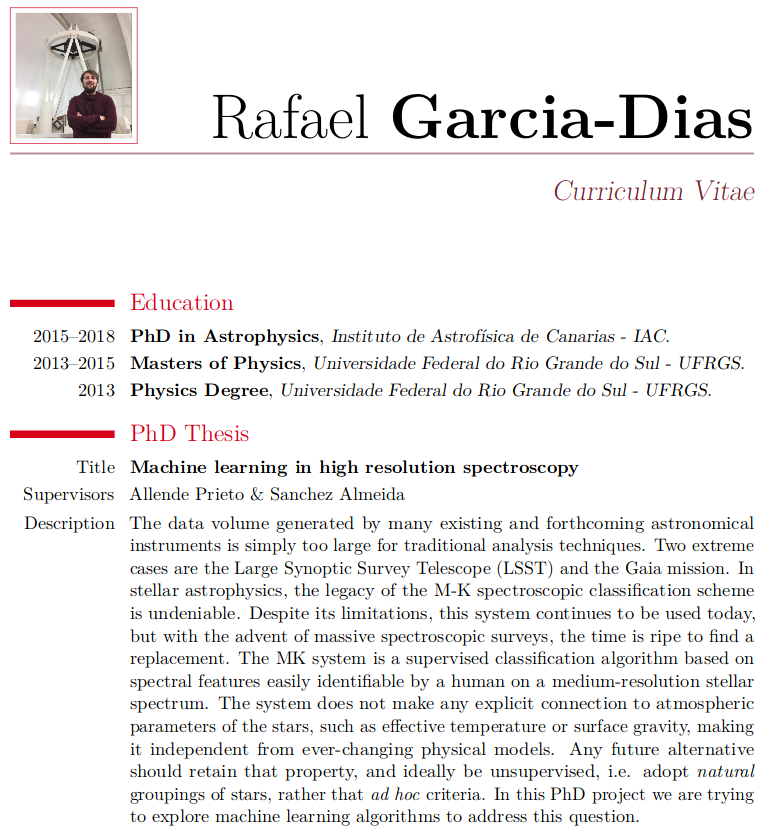 Rafael Garcia-Dias
Curriculum Vitae
Education
2015–2018 PhD in Astrophysics, Instituto de Astrofísica de Canarias - IAC.
2013–2015 Masters of Physics, Universidade Federal do Rio Grande do Sul - UFRGS.
2013 Physics Degree, Universidade Federal do Rio Grande do Sul - UFRGS.
PhD Thesis
Title Machine learning in high resolution spectroscopy
Supervisors Allende Prieto & Sanchez Almeida
Description The data volume generated by many existing and forthcoming astronomical
instruments is simply too large for traditional analysis techniques. Two extreme
cases are the Large Synoptic Survey Telescope (LSST) and the Gaia mission. In
stellar astrophysics, the legacy of the M-K spectroscopic classification scheme
is undeniable. Despite its limitations, this system continues to be used today,
but with the advent of massive spectroscopic surveys, the time is ripe to find a
replacement. The MK system is a supervised classification algorithm based on
spectral features easily identifiable by a human on a medium-resolution stellar
spectrum. The system does not make any explicit connection to atmospheric
parameters of the stars, such as effective temperature or surface gravity, making
it independent from ever-changing physical models. Any future alternative
should retain that property, and ideally be unsupervised, i.e. adopt natural
groupings of stars, rather that ad hoc criteria. In this PhD project we are trying
to explore machine learning algorithms to address this question.